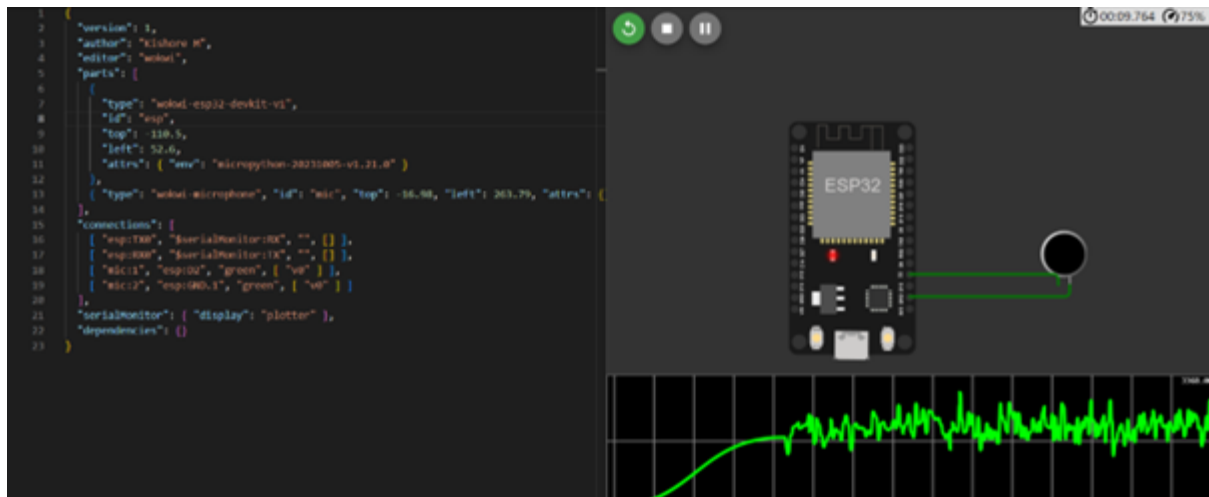 1 {
2 "version": 1,
3 "author": "Kishore M",
4 "editor": "wokwi",
5 "parts": [
6 {
7 "type": "wokwi-esp32-devkit-v1",
8 "id": "esp",
9 "top": -110.5,
10 "left": 52.6,
11 "attrs": { "env": "micropython-20231005-v1.21.0" }
12 },
13 { "type": "wokwi-microphone", "id": "mic", "top": -16.98, "left": 263.79, "attrs": {
14 ],
15 "connections": [
16 [ "esp:TX0", "$serialMonitor:RX", "", [] ],
17 [ "esp:RX0", "$serialMonitor:TX", "", [] ],
18 [ "mic:1", "esp:D2", "green", [ "v0" ] ],
19 [ "mic:2", "esp:GND.1", "green", [ "v0" ] ]
20 ],
21 "serialMonitor": { "display": "plotter" },
22 "dependencies": {}
23 }
00:09.764 75%
ESP32